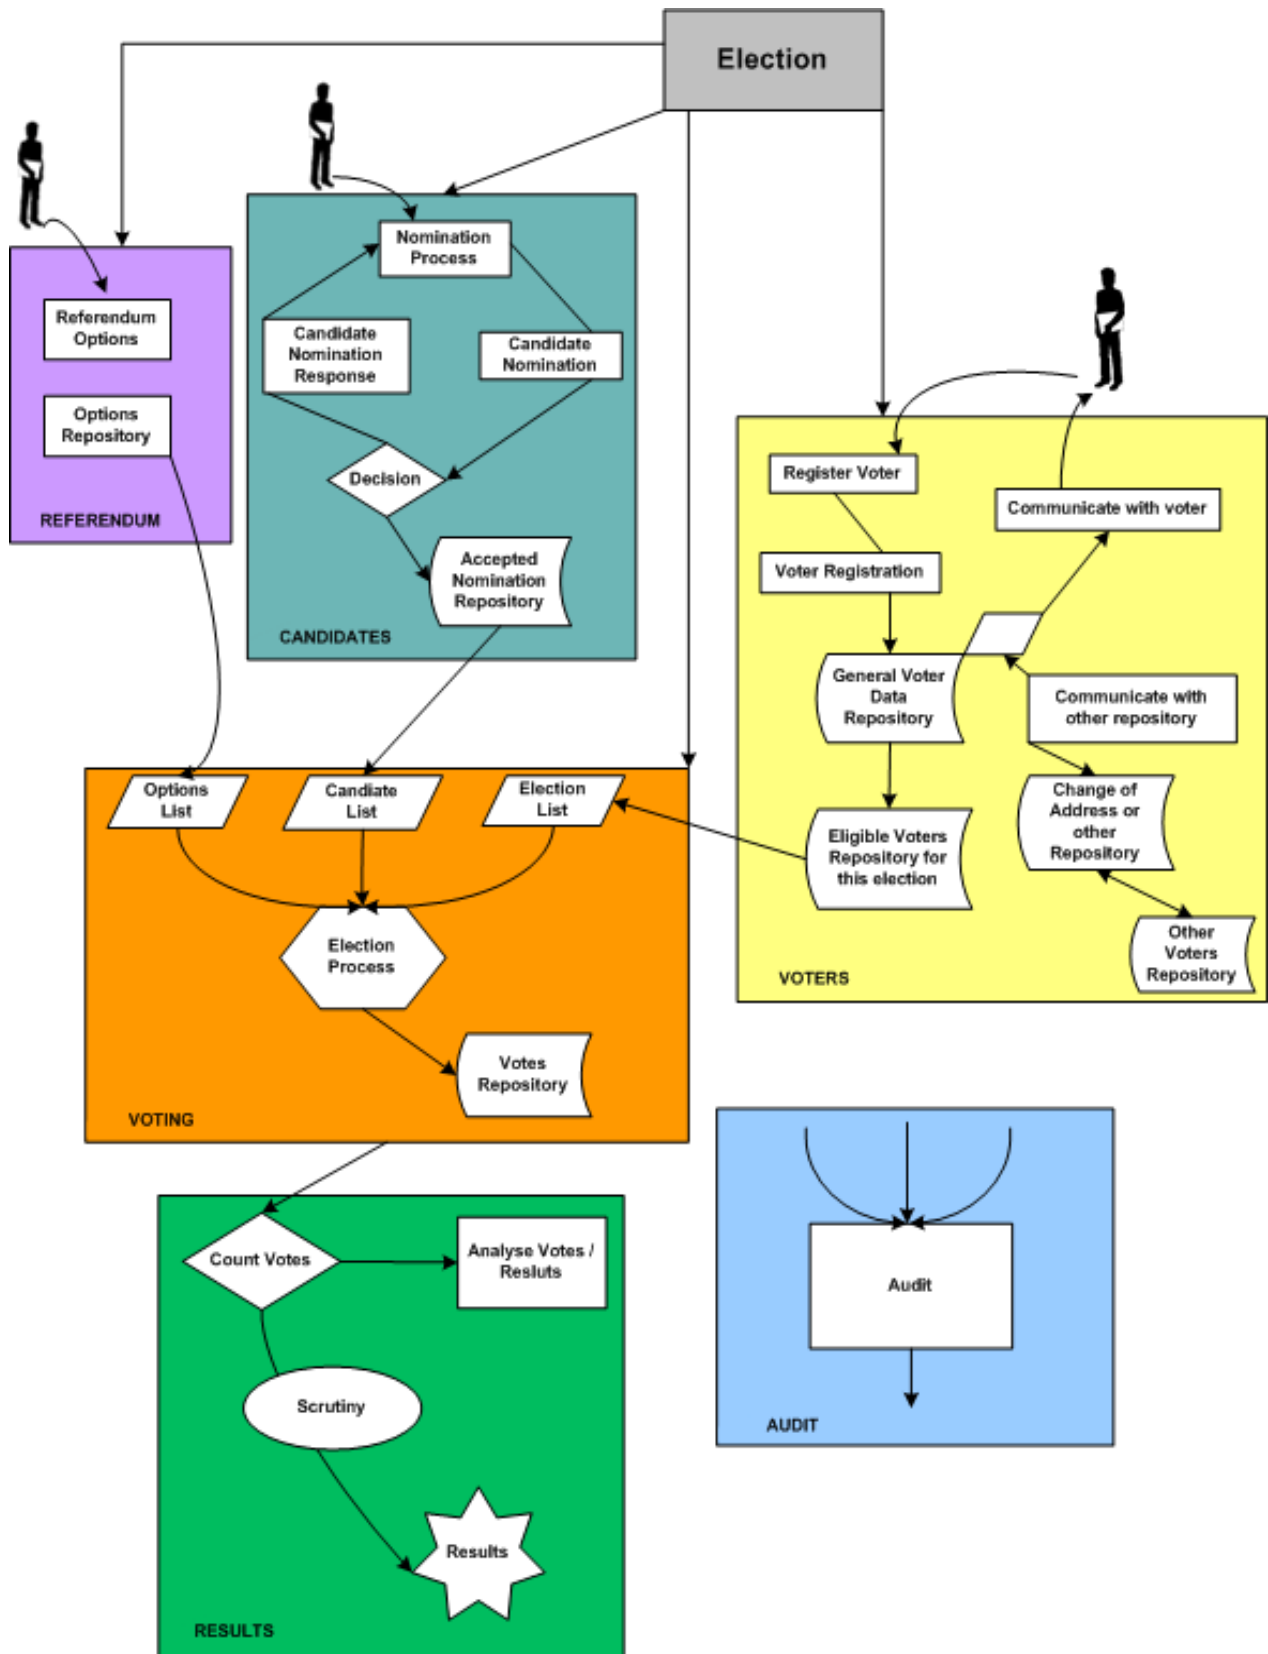 Election
Referendum
Options
Options
Repository
REFERENDUM
Nomination
Process
Candidate
Nomination
Response
Candidate
Nomination
Decision
Accepted
Nomination
Repository
CANDIDATES
Register Voter
Communicate with voter
Voter Registration
General Voter
Data
Repository
Communicate with
other repository
Eligible Voters
Repository for
this election
Change of
Address or
other
Repository
Other
Voters
Repository
VOTERS
Options
List
Candiate
List
Election
List
Election
Process
Votes
Repository
VOTING
Count Votes
Analyse Votes /
Resluts
Scrutiny
Results
RESULTS
Audit
AUDIT